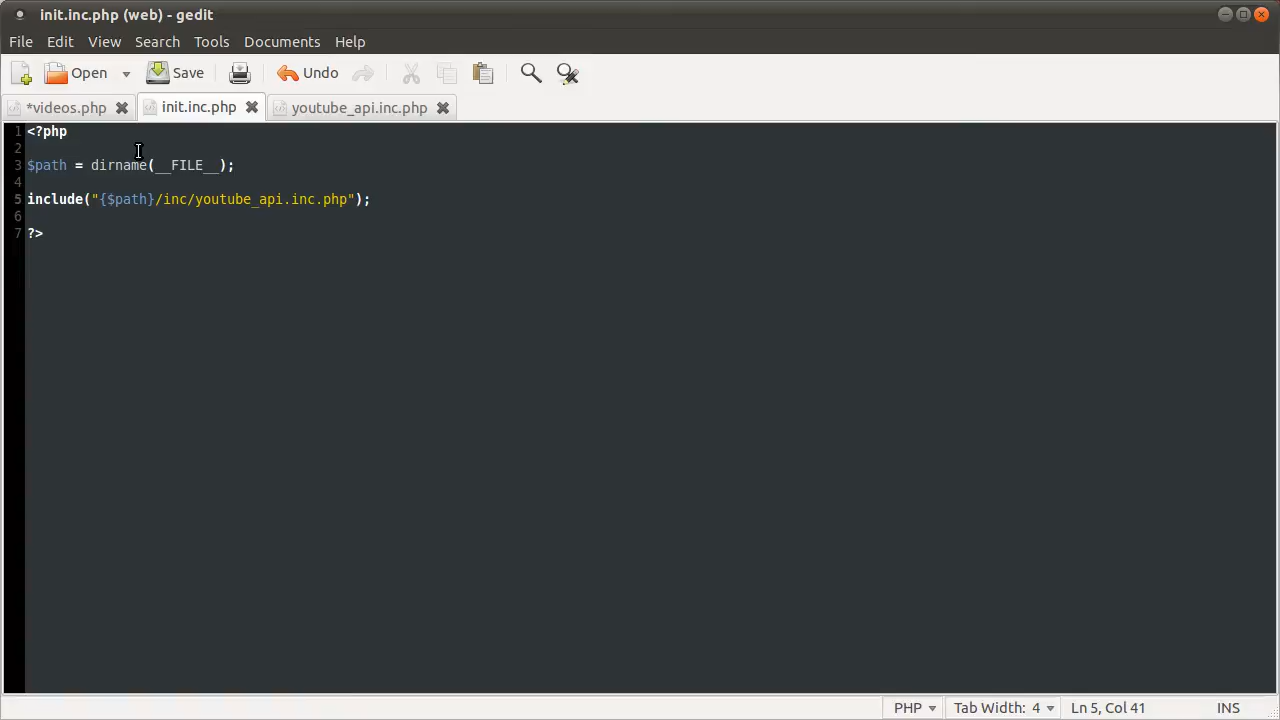 init.inc.php (web) - gedit
File Edit View Search Tools Documents Help
Open Save Undo
*videos.php init.inc.php youtube_api.inc.php
1 <?php
2
3 $path = dirname(__FILE__);
4
5 include("{$path}/inc/youtube_api.inc.php");
6
7 ?>
PHP Tab Width: 4 Ln 5, Col 41 INS